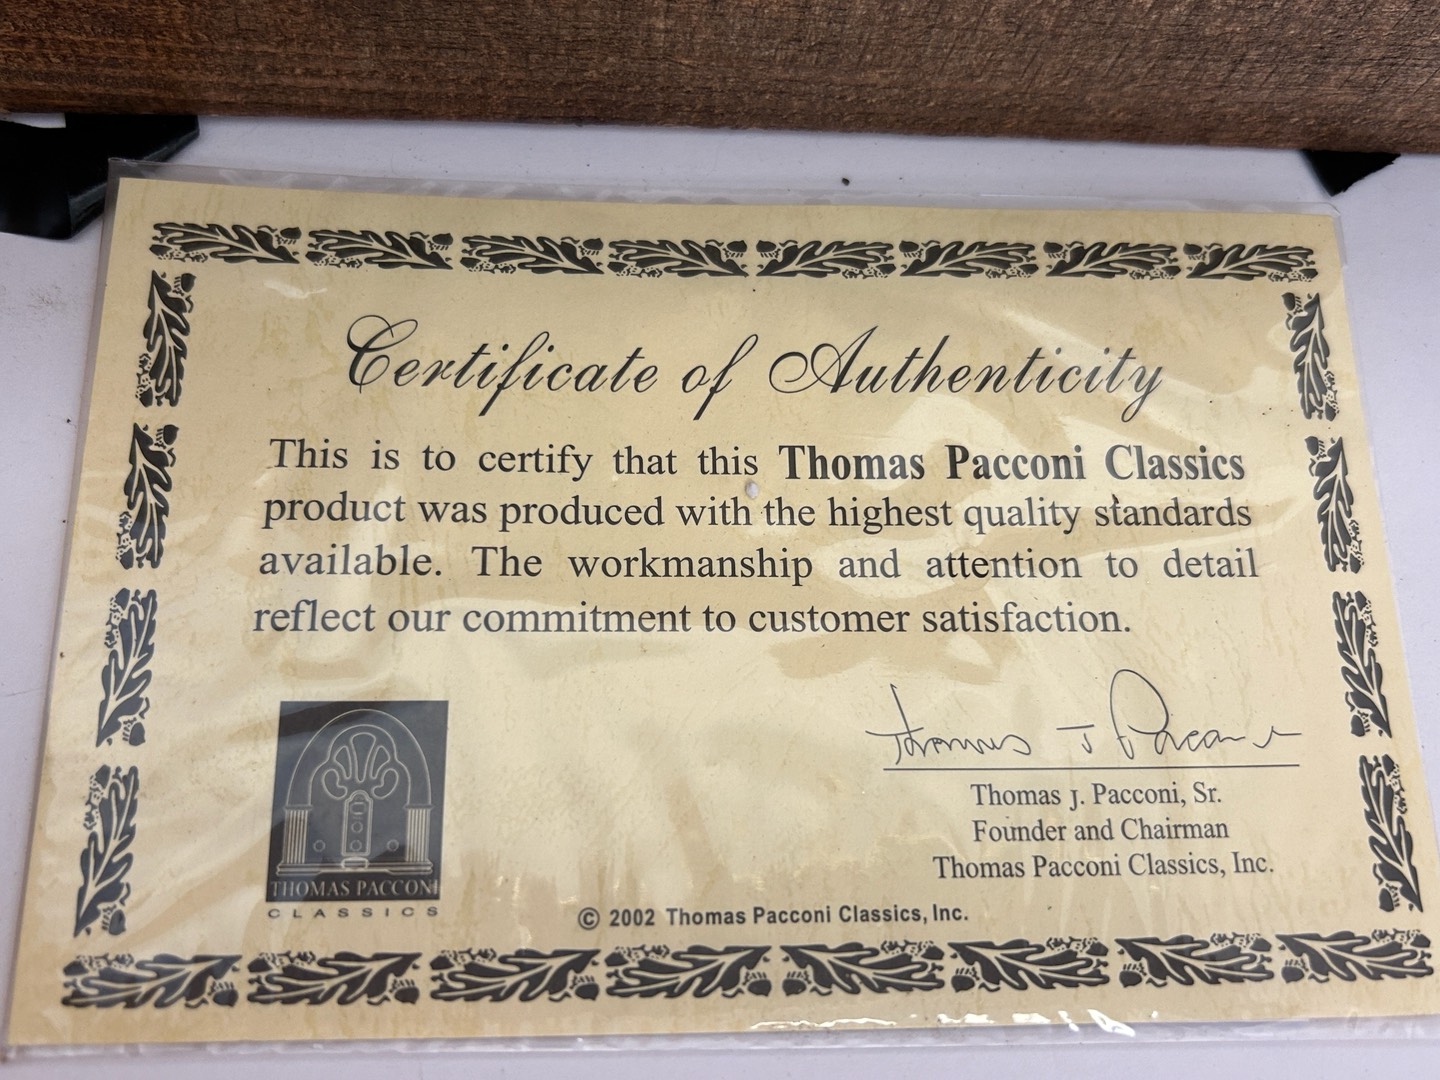 Certificate of Authenticity
This is to certify that this Thomas Pacconi Classics
product was produced with the highest quality standards
available. The workmanship and attention to detail
reflect our commitment to customer satisfaction.
Thomas J Pacconi
Thomas J. Pacconi, Sr.
Founder and Chairman
Thomas Pacconi Classics, Inc.
THOMAS PACCONI
CLASSICS
© 2002 Thomas Pacconi Classics, Inc.